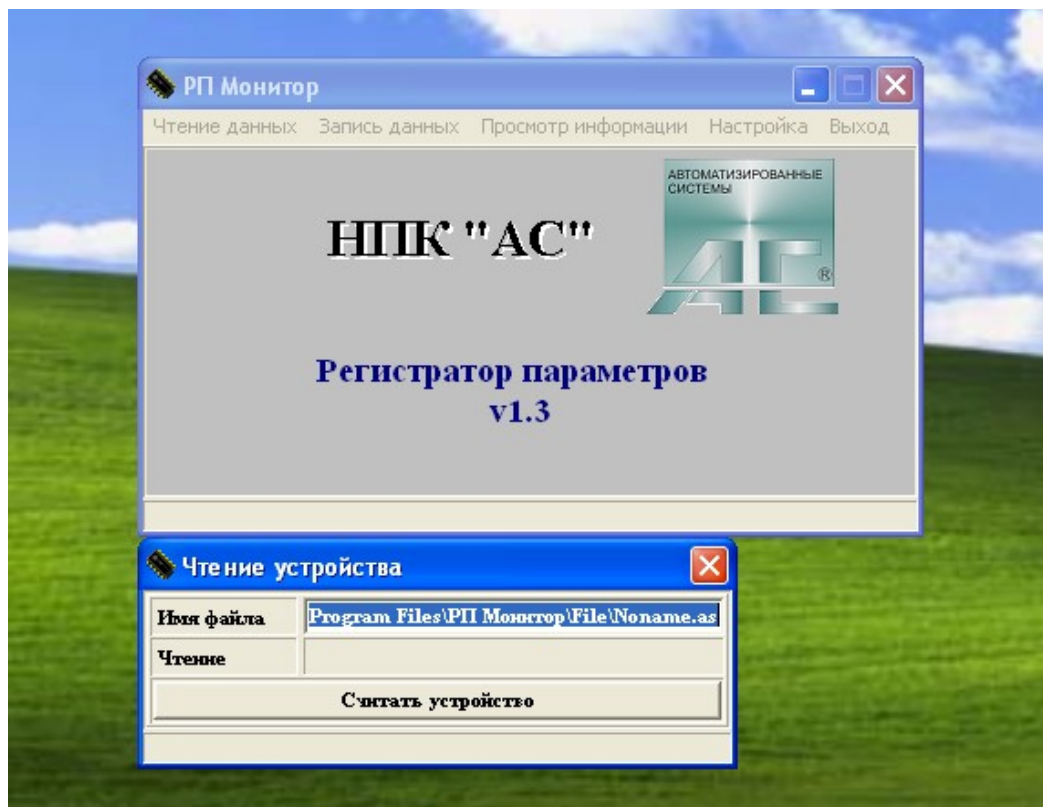 РП Монитор
Чтение данных Запись данных Просмотр информации Настройка Выход
АВТОМАТИЗИРОВАННЫЕ
СИСТЕМЫ
НПК "АС"
АС ®
Регистратор параметров
v1.3
Чтение устройства
Имя файла Program Files\РП Монитор\File\Noname.as
Чтение
Считать устройство